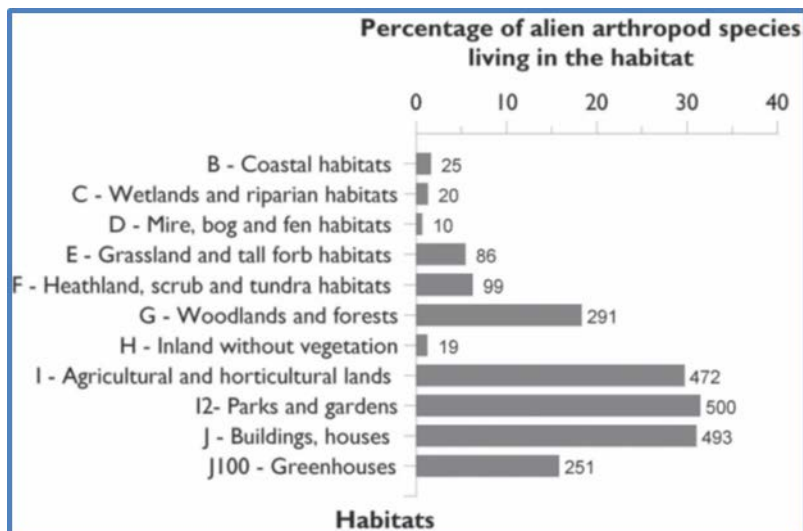 Percentage of alien arthropod species
living in the habitat
0 10 20 30 40
B - Coastal habitats 25
C - Wetlands and riparian habitats 20
D - Mire, bog and fen habitats 10
E - Grassland and tall forb habitats 86
F - Heathland, scrub and tundra habitats 99
G - Woodlands and forests 291
H - Inland without vegetation 19
I - Agricultural and horticultural lands 472
I2- Parks and gardens 500
J - Buildings, houses 493
J100 - Greenhouses 251
Habitats